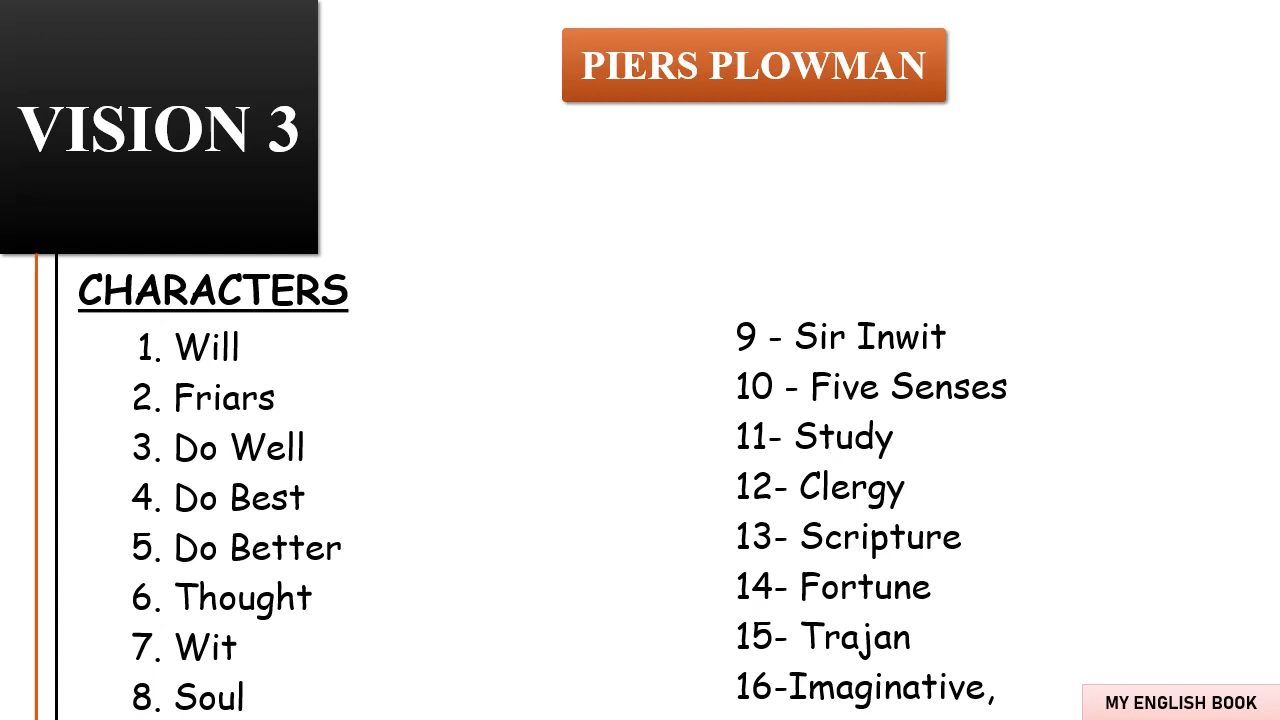 VISION 3
PIERS PLOWMAN
CHARACTERS
1. Will
2. Friars
3. Do Well
4. Do Best
5. Do Better
6. Thought
7. Wit
8. Soul
9 - Sir Inwit
10 - Five Senses
11- Study
12- Clergy
13- Scripture
14- Fortune
15- Trajan
16-Imaginative,
MY ENGLISH BOOK